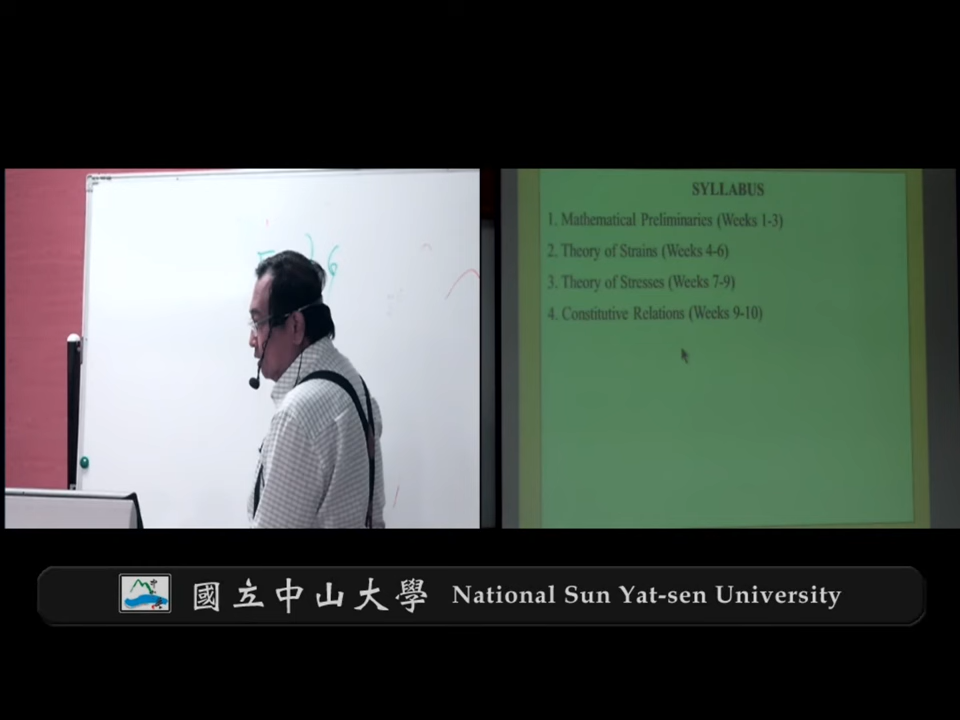 5 6
SYLLABUS
1. Mathematical Preliminaries (Weeks 1-3)
2. Theory of Strains (Weeks 4-6)
3. Theory of Stresses (Weeks 7-9)
4. Constitutive Relations (Weeks 9-10)
國立中山大學 National Sun Yat-sen University